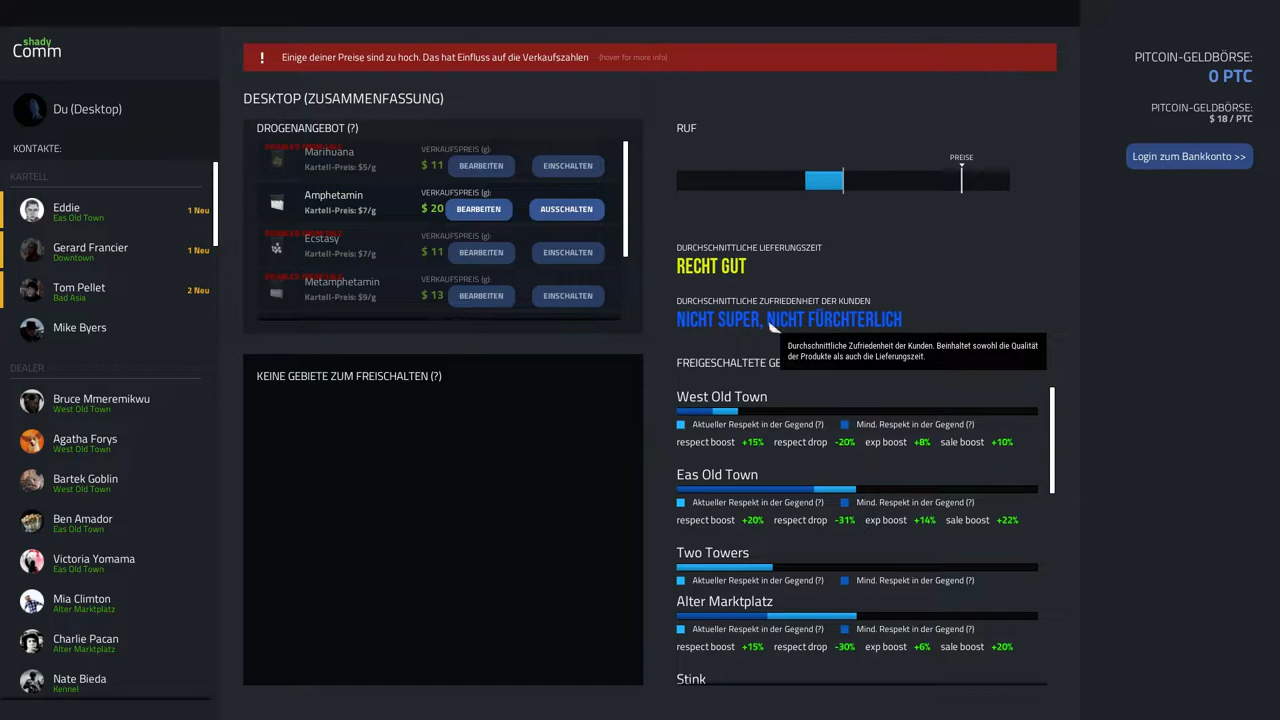 shady
Comm
Du (Desktop)
KONTAKTE:
KARTELL
Eddie
Eas Old Town
1 Neu
Gerard Francier
Downtown
1 Neu
Tom Pellet
Bad Asia
2 Neu
Mike Byers
DEALER
Bruce Mmeremikwu
West Old Town
Agatha Forys
West Old Town
Bartek Goblin
West Old Town
Ben Amador
Eas Old Town
Victoria Yomama
Eas Old Town
Mia Clinton
Alter Marktplatz
Charlie Pacan
Alter Marktplatz
Nate Bieda
Kennel
! Einige deiner Preise sind zu hoch. Das hat Einfluss auf die Verkaufszahlen (hover for more info)
DESKTOP (ZUSAMMENFASSUNG)
DROGENANGEBOT (?)
Marihuana
Kartell-Preis: $5/g
VERKAUFSPREIS (g):
$ 11 BEARBEITEN EINSCHALTEN
Amphetamin
Kartell-Preis: $7/g
VERKAUFSPREIS (g):
$ 20 BEARBEITEN AUSSCHALTEN
Ecstasy
Kartell-Preis: $7/g
VERKAUFSPREIS (g):
$ 11 BEARBEITEN EINSCHALTEN
Metamphetamin
Kartell-Preis: $9/g
VERKAUFSPREIS (g):
$ 13 BEARBEITEN EINSCHALTEN
KEINE GEBIETE ZUM FREISCHALTEN (?)
RUF
PREISE
DURCHSCHNITTLICHE LIEFERUNGSZEIT
RECHT GUT
DURCHSCHNITTLICHE ZUFRIEDENHEIT DER KUNDEN
NICHT SUPER, NICHT FÜRCHTERLICH
Durchschnittliche Zufriedenheit der Kunden. Beinhaltet sowohl die Qualität
der Produkte als auch die Lieferungszeit.
FREIGESCHALTETE GE
West Old Town
Aktueller Respekt in der Gegend (?) Mind. Respekt in der Gegend (?)
respect boost +15% respect drop -20% exp boost +8% sale boost +10%
Eas Old Town
Aktueller Respekt in der Gegend (?) Mind. Respekt in der Gegend (?)
respect boost +20% respect drop -31% exp boost +14% sale boost +22%
Two Towers
Aktueller Respekt in der Gegend (?) Mind. Respekt in der Gegend (?)
Alter Marktplatz
Aktueller Respekt in der Gegend (?) Mind. Respekt in der Gegend (?)
respect boost +15% respect drop -30% exp boost +6% sale boost +20%
Stink
PITCOIN-GELDBÖRSE:
0 PTC
PITCOIN-GELDBÖRSE:
$ 18 / PTC
Login zum Bankkonto >>